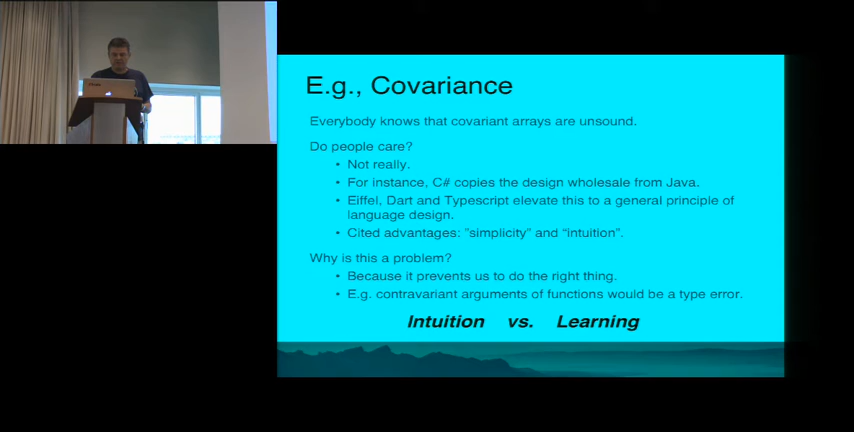 E.g., Covariance
Everybody knows that covariant arrays are unsound.
Do people care?
• Not really.
• For instance, C# copies the design wholesale from Java.
• Eiffel, Dart and Typescript elevate this to a general principle of
language design.
• Cited advantages: "simplicity" and "intuition".
Why is this a problem?
• Because it prevents us to do the right thing.
• E.g. contravariant arguments of functions would be a type error.
Intuition vs. Learning